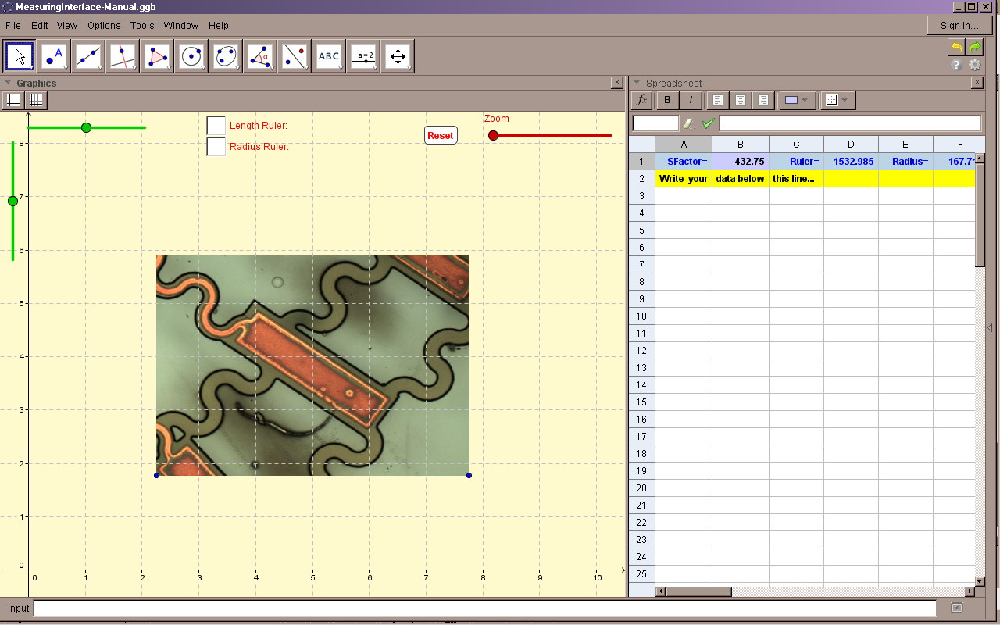 MeasuringInterface-Manual.ggb
File Edit View Options Tools Window Help
Sign in...
A ABC a=2 α
Graphics
Spreadsheet
fx B I
Length Ruler:
Radius Ruler:
Reset
Zoom
8
7
6
5
4
3
2
1
0
0 1 2 3 4 5 6 7 8 9 10
A B C D E F
1 SFactor= 432.75 Ruler= 1532.985 Radius= 167.7
2 Write your data below this line...
3
4
5
6
7
8
9
10
11
12
13
14
15
16
17
18
19
20
21
22
23
24
25
Input: